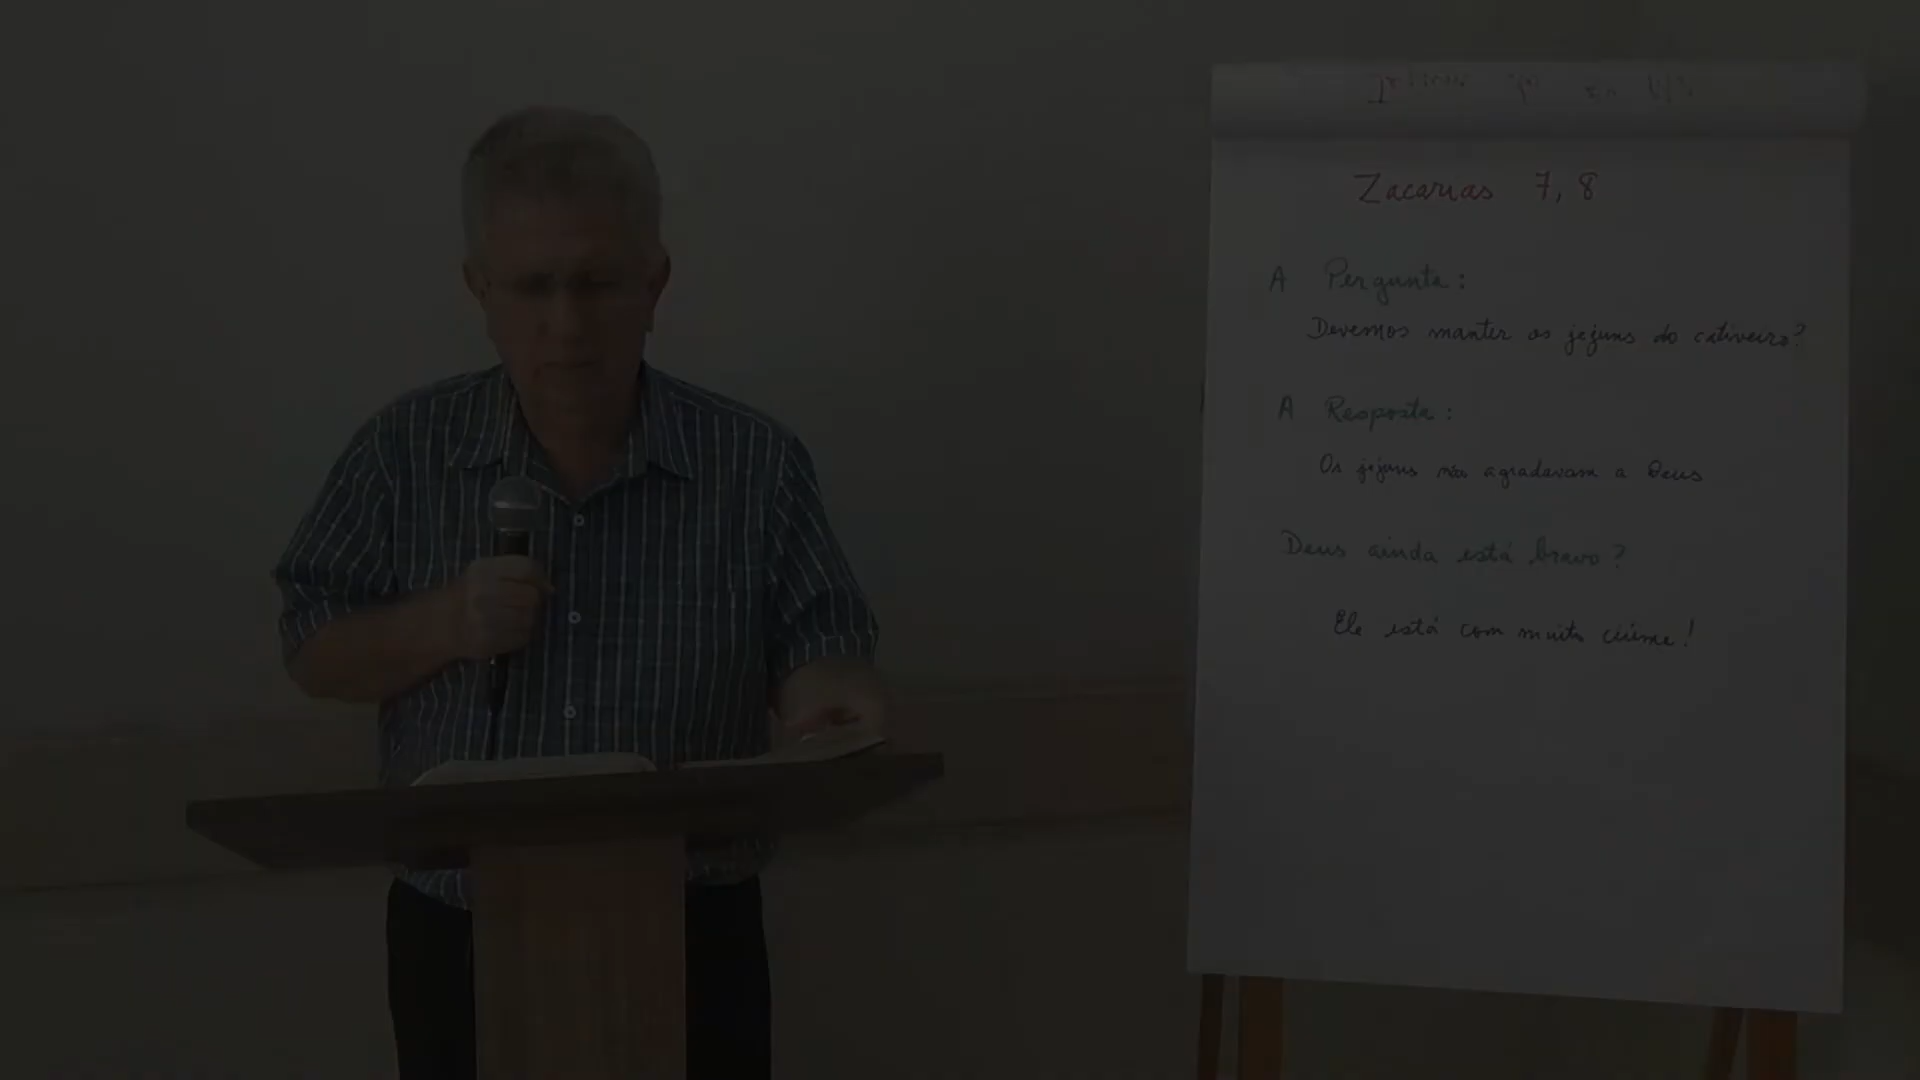 Zacarias 7, 8
A Pergunta:
Devemos manter os jejuns do cativeiro?
A Resposta:
Os jejuns não agradavam a Deus
Deus ainda está bravo?
Ele está com muito ciúme!